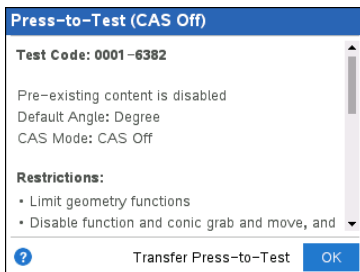 Press-to-Test (CAS Off)
Test Code: 0001-6382
Pre-existing content is disabled
Default Angle: Degree
CAS Mode: CAS Off
Restrictions:
• Limit geometry functions
• Disable function and conic grab and move, and
? Transfer Press-to-Test OK